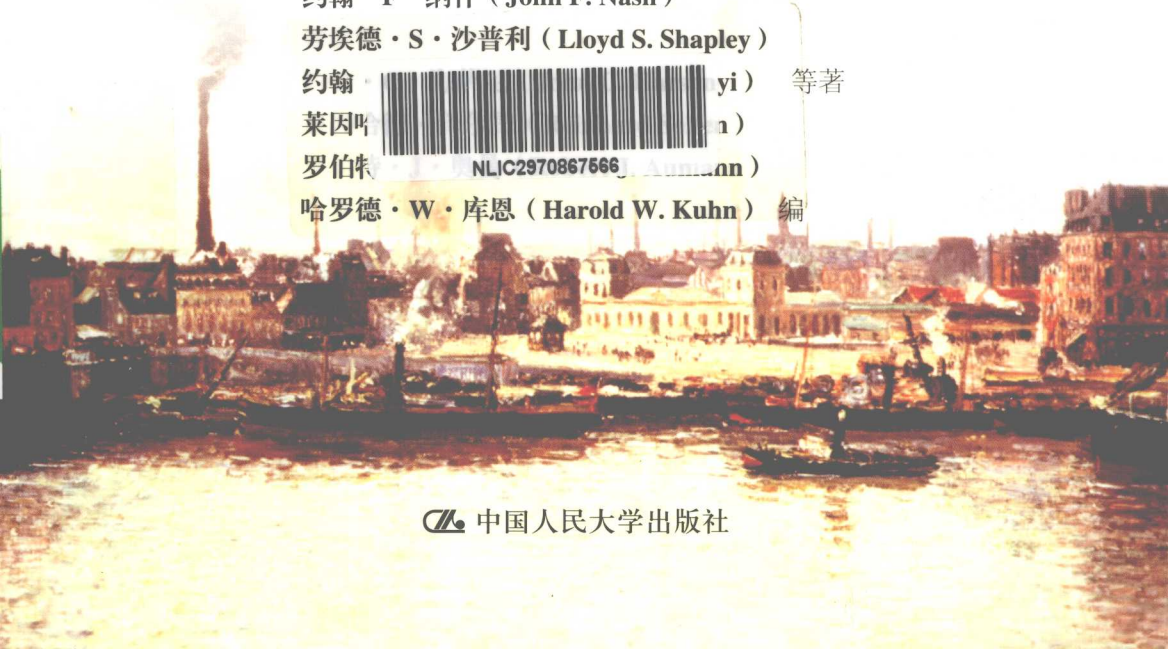 劳埃德·S·沙普利（Lloyd S. Shapley）
约翰· yi） 等著
莱因哈 n）
罗伯特·J· J. Aumann）
NLIC2970867566
哈罗德·W·库恩（Harold W. Kuhn） 编
中国人民大学出版社